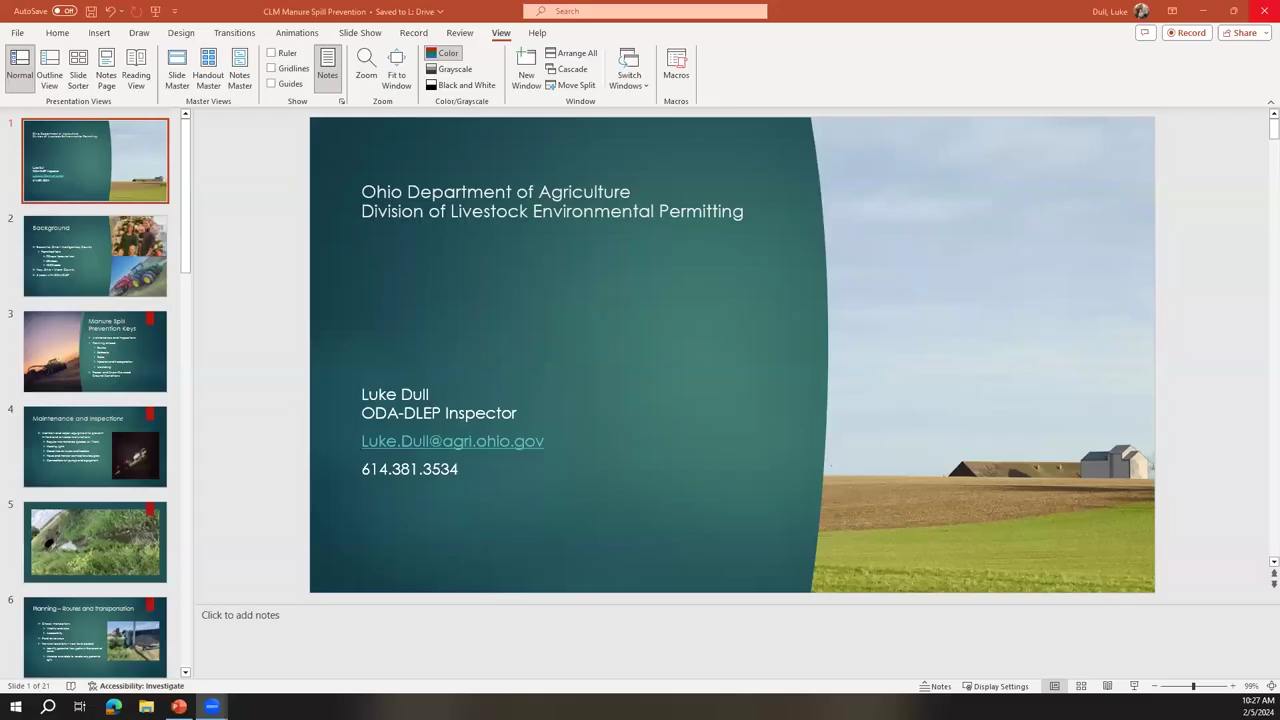 AutoSave Off
CLM Manure Spill Prevention • Saved to L: Drive
Search
Dull, Luke
File Home Insert Draw Design Transitions Animations Slide Show Record Review View Help
Record Share
Normal Outline View Slide Sorter Notes Page Reading View
Presentation Views
Slide Master Handout Master Notes Master
Master Views
Ruler
Gridlines
Guides
Show
Notes
Zoom Fit to Window
Zoom
Color
Grayscale
Black and White
Color/Grayscale
New Window
Arrange All
Cascade
Move Split
Switch Windows
Window
Macros
Macros
1
2
Background
3
Manure Spill
Prevention Keys
4
Maintenance and Inspections
5
6
Planning – Routes and Transportation
Ohio Department of Agriculture
Division of Livestock Environmental Permitting
Luke Dull
ODA-DLEP Inspector
Luke.Dull@agri.ohio.gov
614.381.3534
Click to add notes
Slide 1 of 21
Accessibility: Investigate
Notes
Display Settings
99%
10:27 AM
2/5/2024